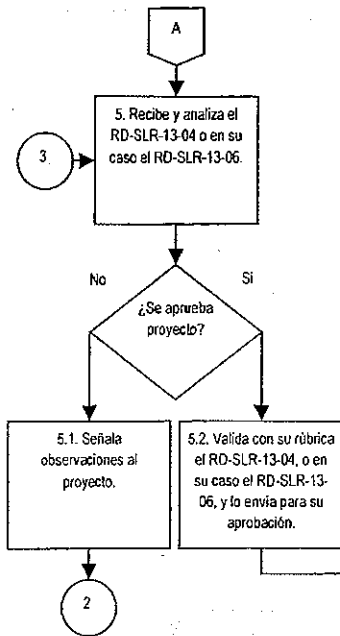 A
5. Recibe y analiza el
RD-SLR-13-04 o en su
caso el RD-SLR-13-06.
3
No
Si
¿Se aprueba
proyecto?
5.1. Señala
observaciones al
proyecto.
5.2. Valida con su rúbrica
el RD-SLR-13-04, o en
su caso el RD-SLR-13-
06, y lo envía para su
aprobación.
2